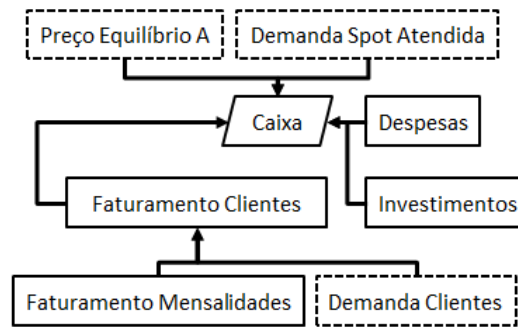 Preço Equilíbrio A
Demanda Spot Atendida
Caixa
Despesas
Faturamento Clientes
Investimentos
Faturamento Mensalidades
Demanda Clientes